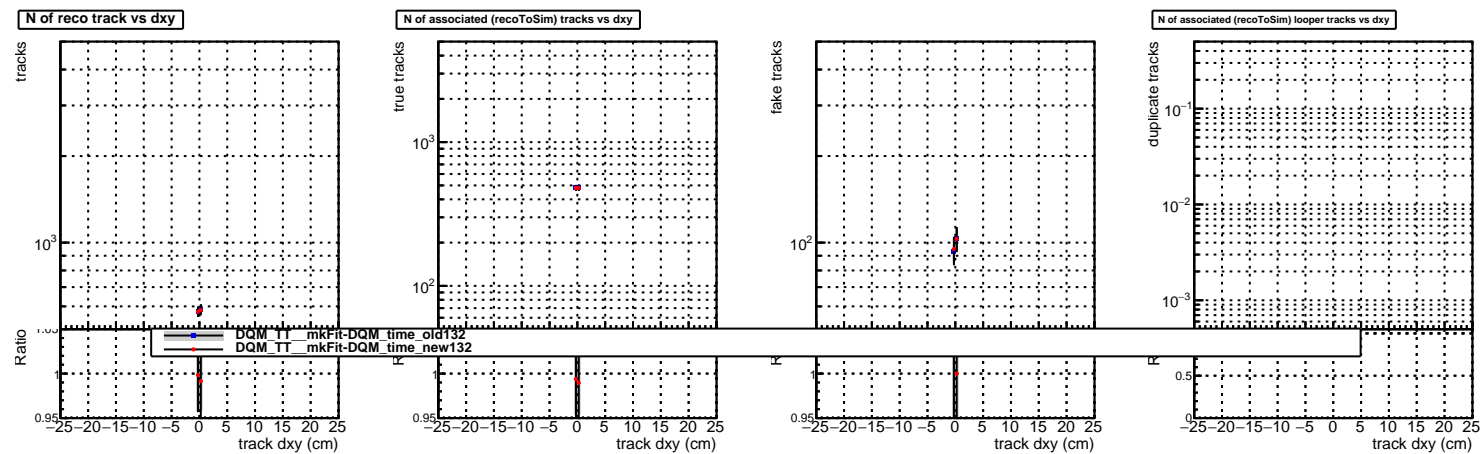 N of reco track vs dxy
tracks
10³
Ratio
1.05
1
0.95
−25−20−15−10 −5 0 5 10 15 20 25
track dxy (cm)
N of associated (recoToSim) tracks vs dxy
true tracks
10³
10²
1
0.95
−25−20−15−10 −5 0 5 10 15 20 25
track dxy (cm)
fake tracks
10²
1
0.95
−25−20−15−10 −5 0 5 10 15 20 25
track dxy (cm)
N of associated (recoToSim) looper tracks vs dxy
duplicate tracks
10⁻¹
10⁻²
10⁻³
0.5
0
−25−20−15−10 −5 0 5 10 15 20 25
track dxy (cm)
DQM_TT__mkFit-DQM_time_old132
DQM_TT__mkFit-DQM_time_new132